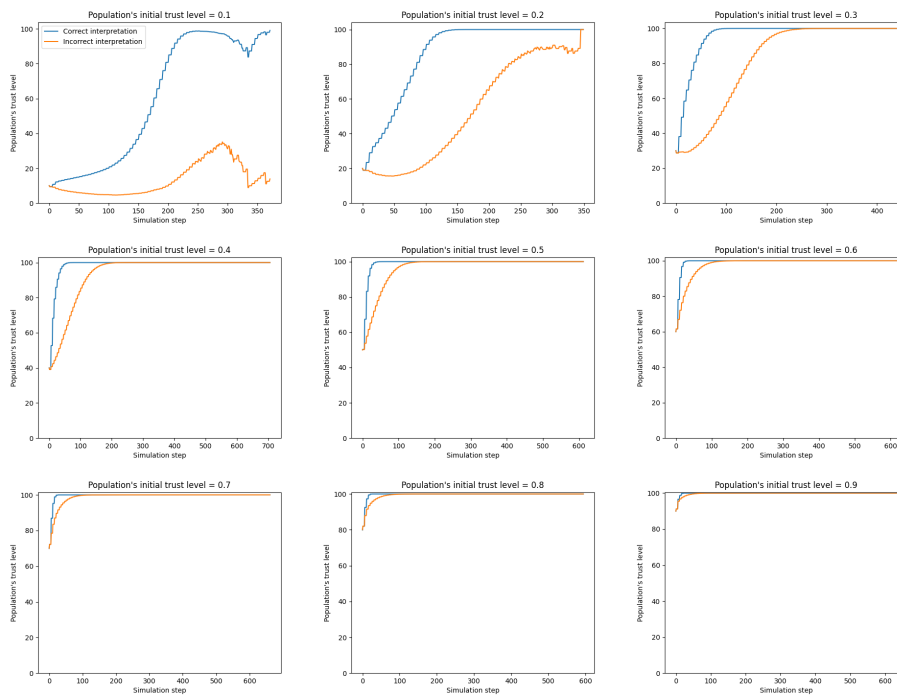 Population's initial trust level = 0.1
Correct interpretation
Incorrect interpretation
Population's trust level
100
80
60
40
20
0
0 50 100 150 200 250 300 350
Simulation step
Population's initial trust level = 0.2
Population's trust level
100
80
60
40
20
0
0 50 100 150 200 250 300 350
Simulation step
Population's initial trust level = 0.3
Population's trust level
100
80
60
40
20
0
0 100 200 300 400
Simulation step
Population's initial trust level = 0.4
Population's trust level
100
80
60
40
20
0
0 100 200 300 400 500 600 700
Simulation step
Population's initial trust level = 0.5
Population's trust level
100
80
60
40
20
0
0 100 200 300 400 500 600
Simulation step
Population's initial trust level = 0.6
Population's trust level
100
80
60
40
20
0
0 100 200 300 400 500 600
Simulation step
Population's initial trust level = 0.7
Population's trust level
100
80
60
40
20
0
0 100 200 300 400 500 600
Simulation step
Population's initial trust level = 0.8
Population's trust level
100
80
60
40
20
0
0 100 200 300 400 500 600
Simulation step
Population's initial trust level = 0.9
Population's trust level
100
80
60
40
20
0
0 100 200 300 400 500 600
Simulation step